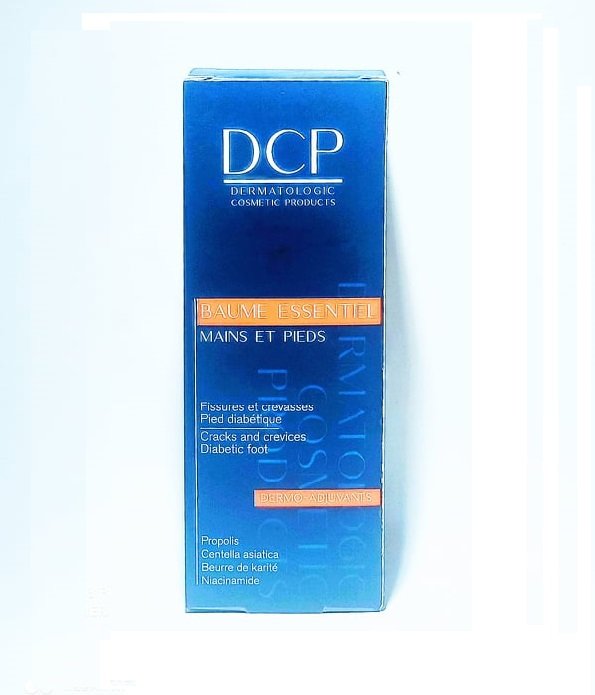 DCP
DERMATOLOGIC
COSMETIC PRODUCTS
BAUME ESSENTIEL
MAINS ET PIEDS
Fissures et crevasses
Pied diabétique
Cracks and crevices
Diabetic foot
DERMO-ADJUVANTS
Propolis
Centella asiatica
Beurre de karité
Niacinamide